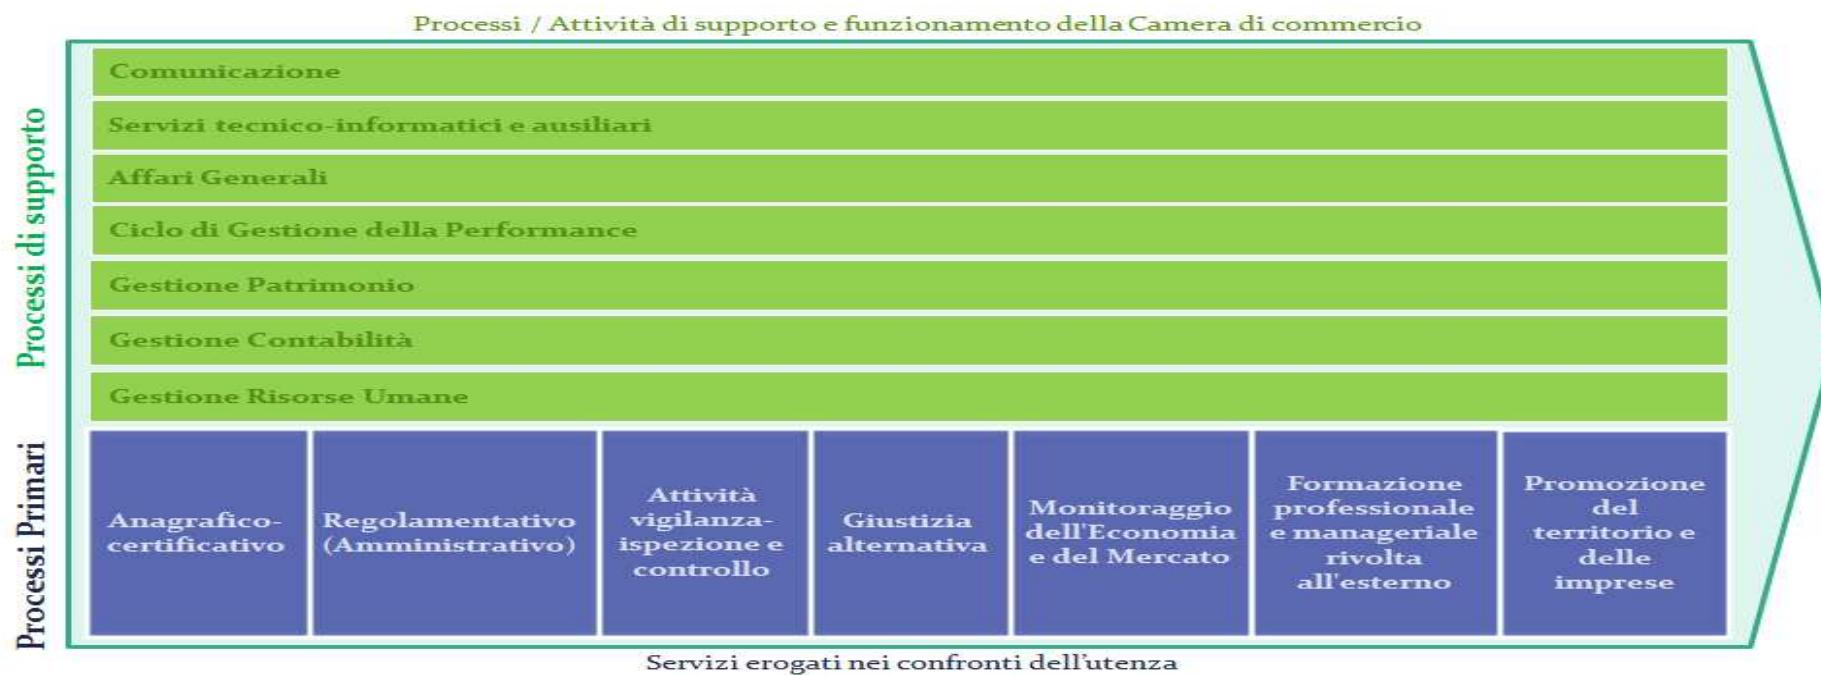 Processi / Attività di supporto e funzionamento della Camera di commercio
Processi di supporto
Comunicazione
Servizi tecnico-informatici e ausiliari
Affari Generali
Ciclo di Gestione della Performance
Gestione Patrimonio
Gestione Contabilità
Gestione Risorse Umane
Processi Primari
Anagrafico-
certificativo
Regolamentativo
(Amministrativo)
Attività
vigilanza-
ispezione e
controllo
Giustizia
alternativa
Monitoraggio
dell'Economia
e del Mercato
Formazione
professionale
e manageriale
rivolta
all'esterno
Promozione
del
territorio e
delle
imprese
Servizi erogati nei confronti dell'utenza